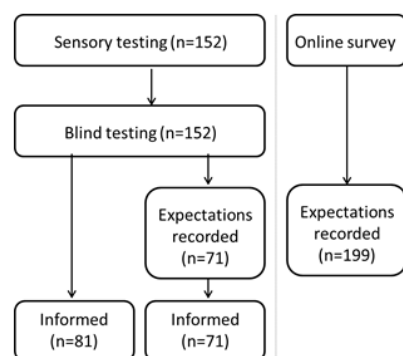 Sensory testing (n=152)
Online survey
Blind testing (n=152)
Expectations
recorded
(n=71)
Expectations
recorded
(n=199)
Informed
(n=81)
Informed
(n=71)